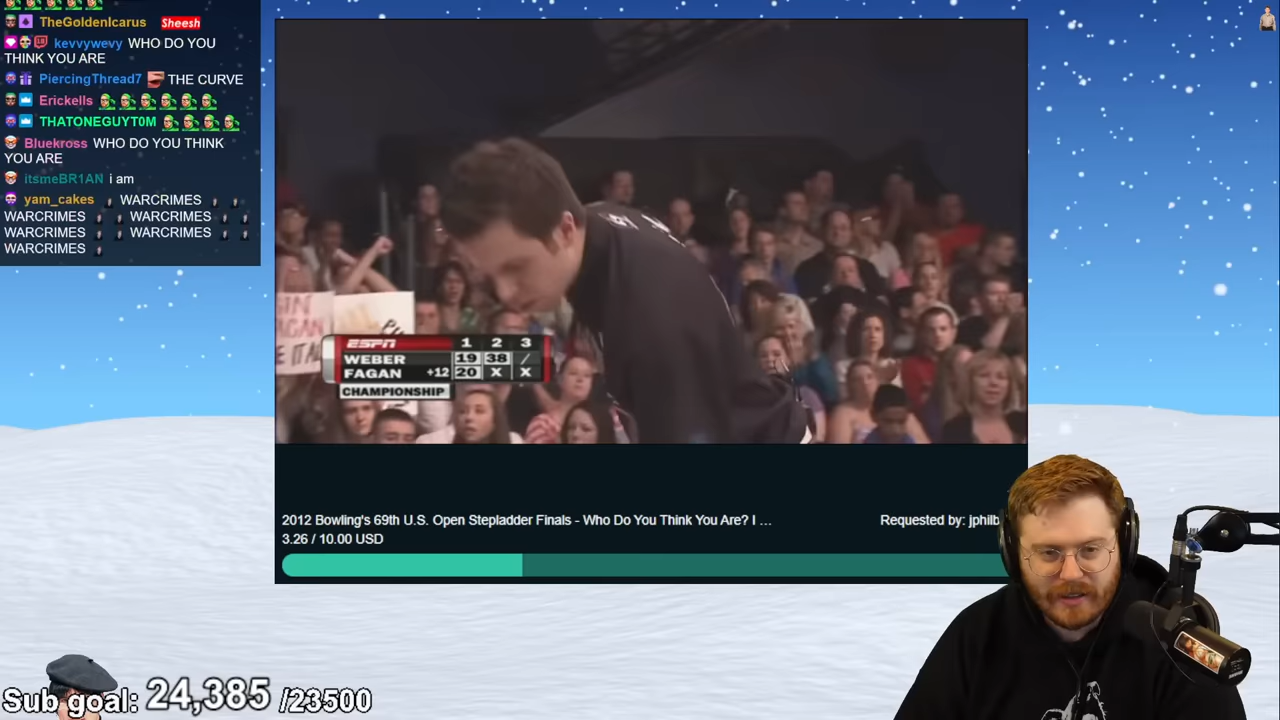 TheGoldenIcarus Sheesh
kevvywevy WHO DO YOU
THINK YOU ARE
PiercingThread7 THE CURVE
Erickells
THATONEGUYT0M
Bluekross WHO DO YOU THINK
YOU ARE
itsmeBR1AN i am
yam_cakes WARCRIMES
WARCRIMES WARCRIMES
WARCRIMES WARCRIMES
WARCRIMES
ESPN 1 2 3
WEBER 19 38 /
FAGAN +12 20 X X
CHAMPIONSHIP
2012 Bowling's 69th U.S. Open Stepladder Finals - Who Do You Think You Are? I ...
Requested by: jphilb
3.26 / 10.00 USD
Sub goal: 24,385 /23500